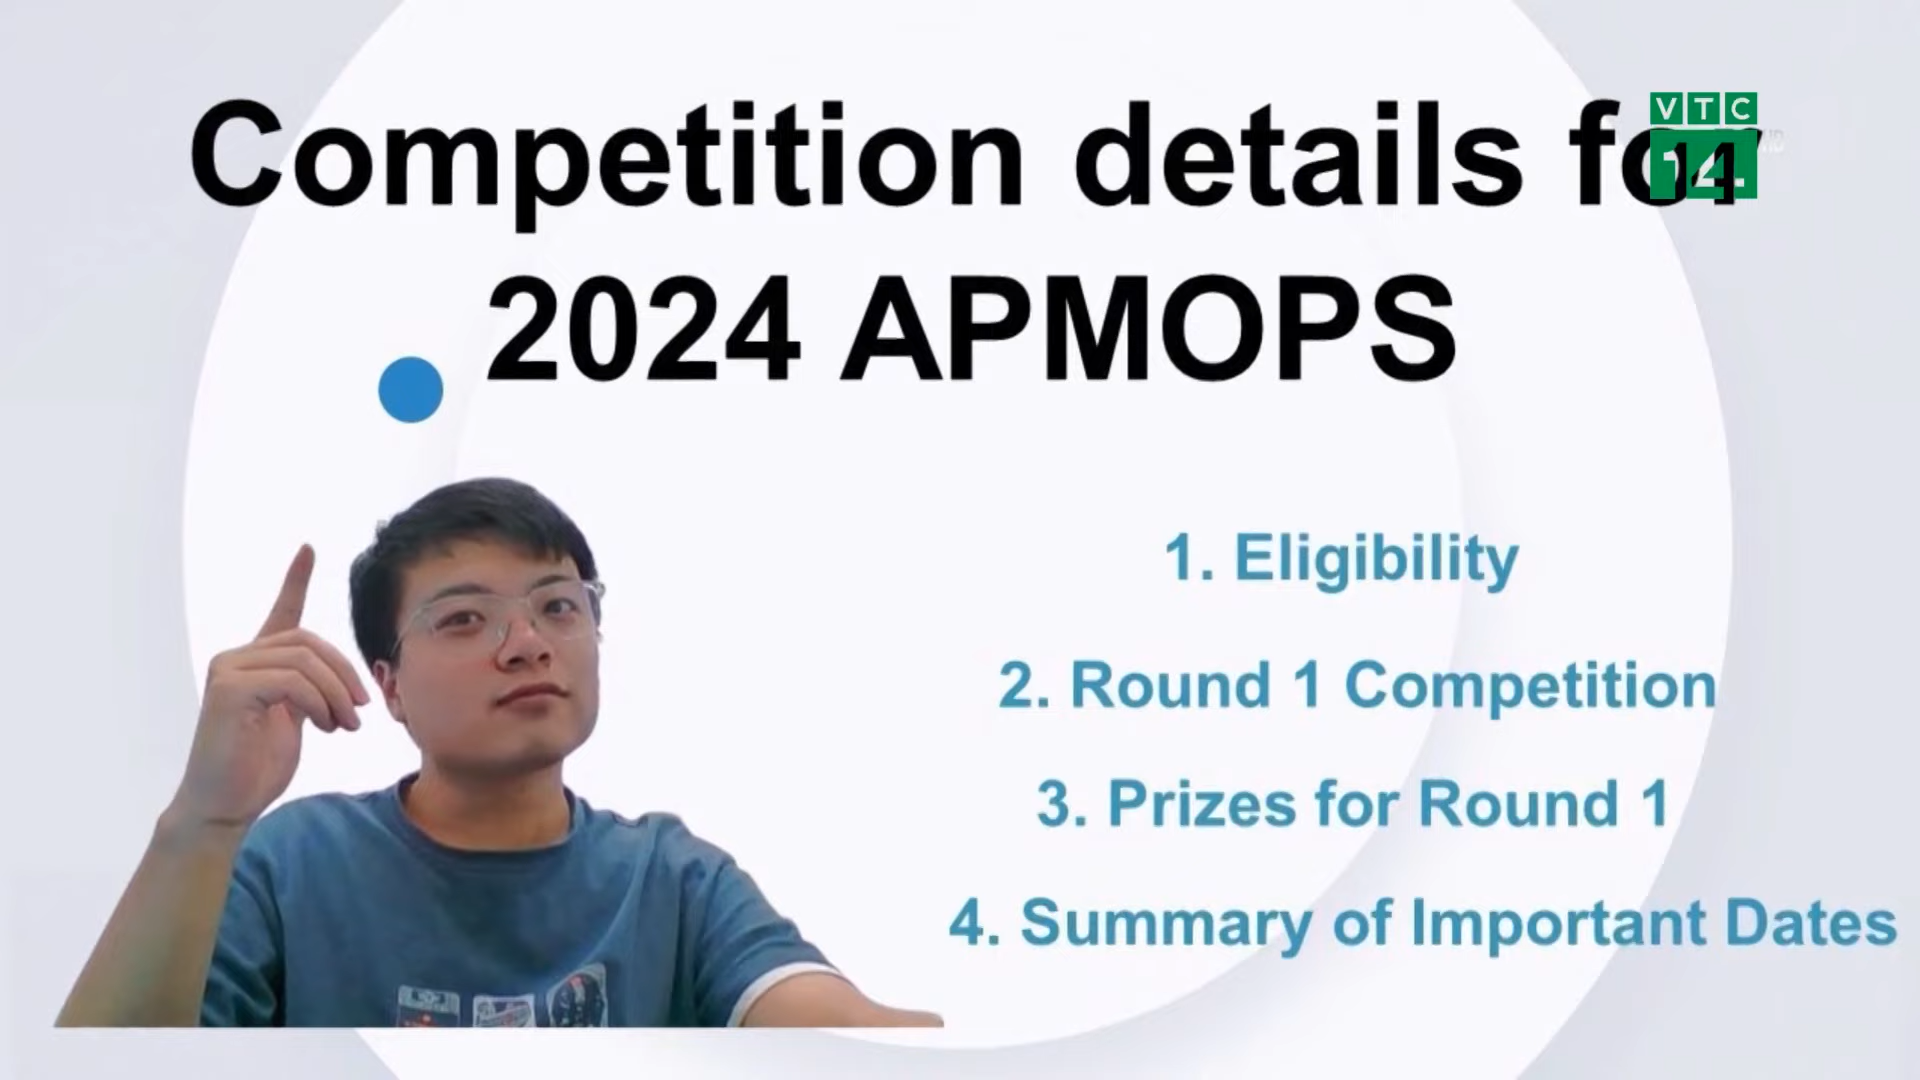 Competition details for
VTC
14
2024 APMOPS
1. Eligibility
2. Round 1 Competition
3. Prizes for Round 1
4. Summary of Important Dates